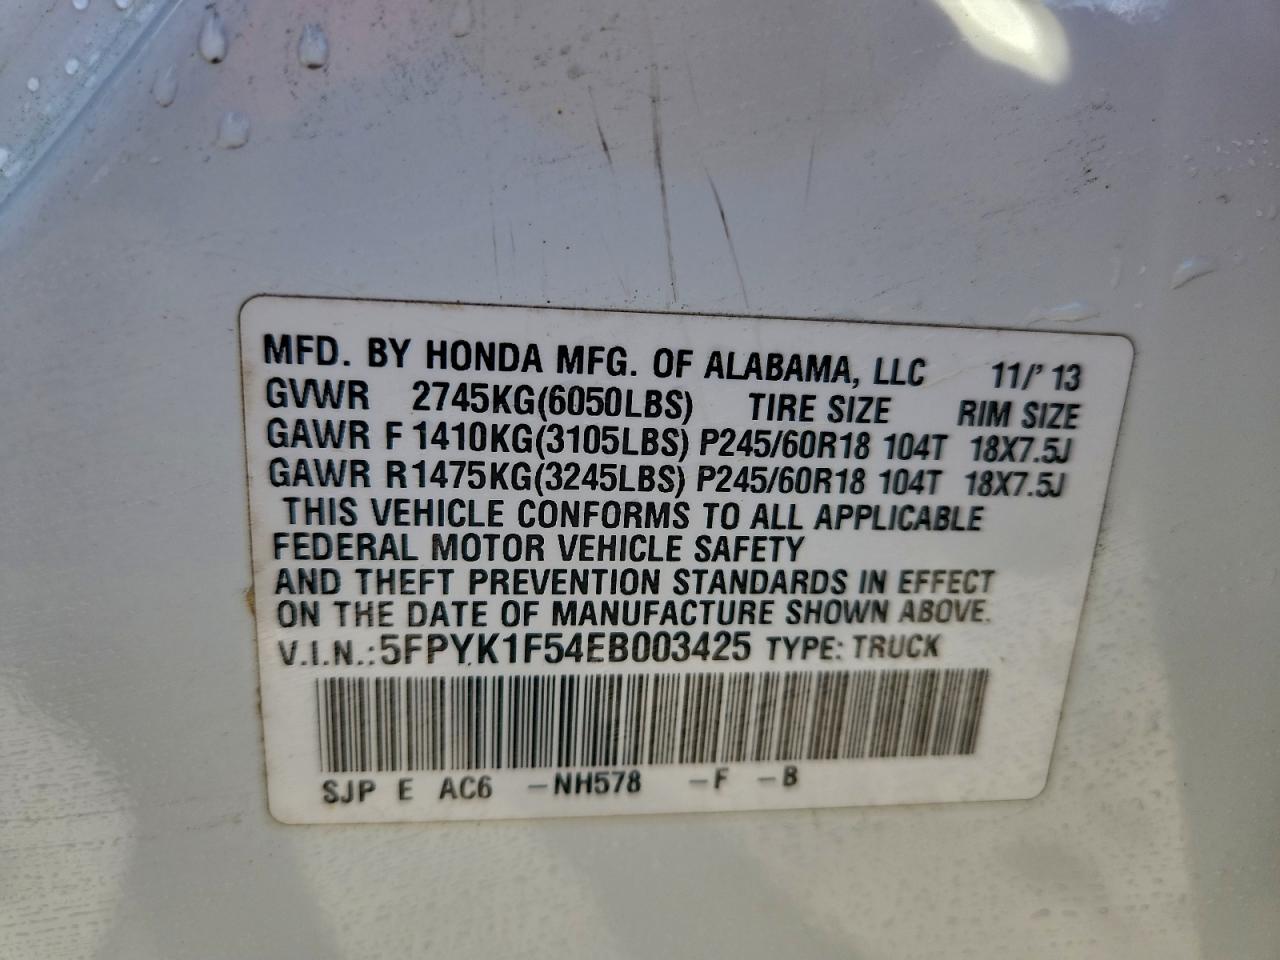 MFD. BY HONDA MFG. OF ALABAMA, LLC 11/' 13
GVWR 2745KG(6050LBS) TIRE SIZE RIM SIZE
GAWR F 1410KG(3105LBS) P245/60R18 104T 18X7.5J
GAWR R1475KG(3245LBS) P245/60R18 104T 18X7.5J
THIS VEHICLE CONFORMS TO ALL APPLICABLE
FEDERAL MOTOR VEHICLE SAFETY
AND THEFT PREVENTION STANDARDS IN EFFECT
ON THE DATE OF MANUFACTURE SHOWN ABOVE.
V.I.N.:5FPYK1F54EB003425 TYPE: TRUCK
SJP E AC6 -NH578 -F -B